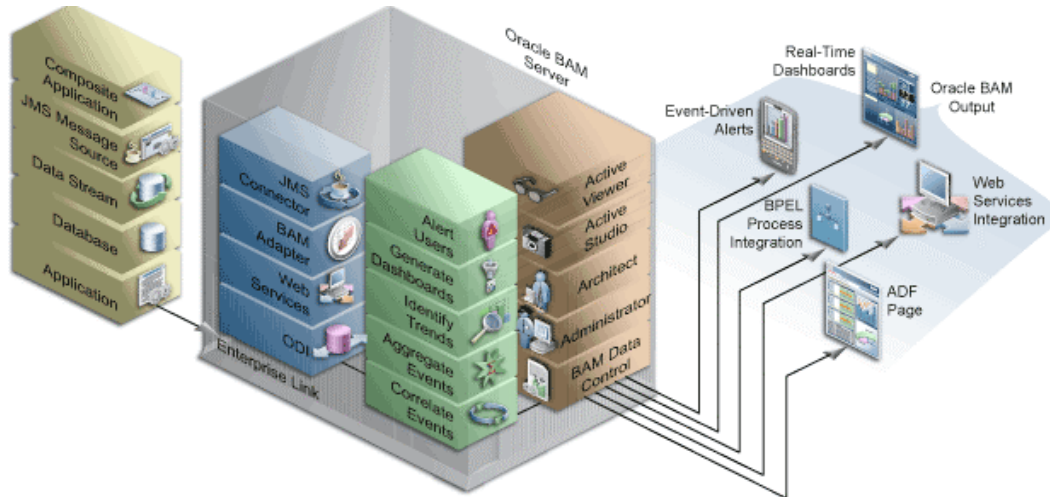 Composite
Application
JMS Message
Source
Data Stream
Database
Application
Oracle BAM
Server
Enterprise Link
JMS
Connector
BAM
Adapter
Web
Services
ODI
Alert
Users
Generate
Dashboards
Identify
Trends
Aggregate
Events
Correlate
Events
Active
Viewer
Active
Studio
Architect
Administrator
BAM Data
Control
Real-Time
Dashboards
Oracle BAM
Output
Event-Driven
Alerts
BPEL
Process
Integration
Web
Services
Integration
ADF
Page